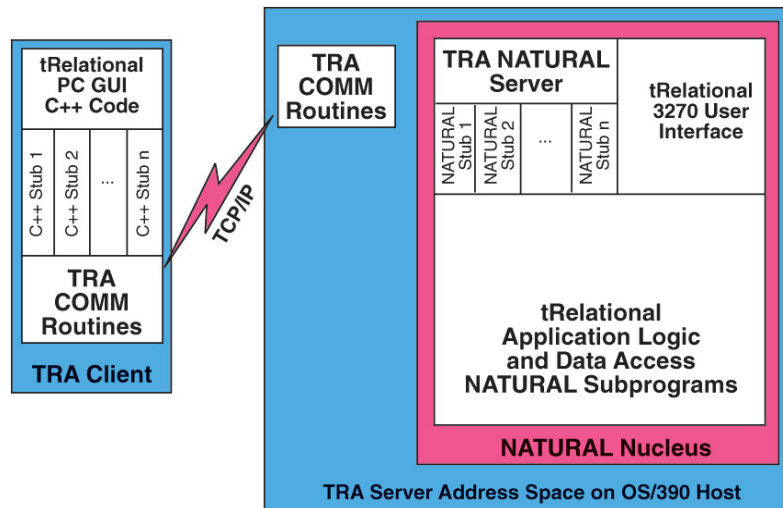 tRelational
PC GUI
C++ Code
C++ Stub 1
C++ Stub 2
...
C++ Stub n
TRA
COMM
Routines
TRA Client
TCP/IP
TRA
COMM
Routines
TRA NATURAL
Server
NATURAL
Stub 1
NATURAL
Stub 2
...
NATURAL
Stub n
tRelational
3270 User
Interface
tRelational
Application Logic
and Data Access
NATURAL Subprograms
NATURAL Nucleus
TRA Server Address Space on OS/390 Host